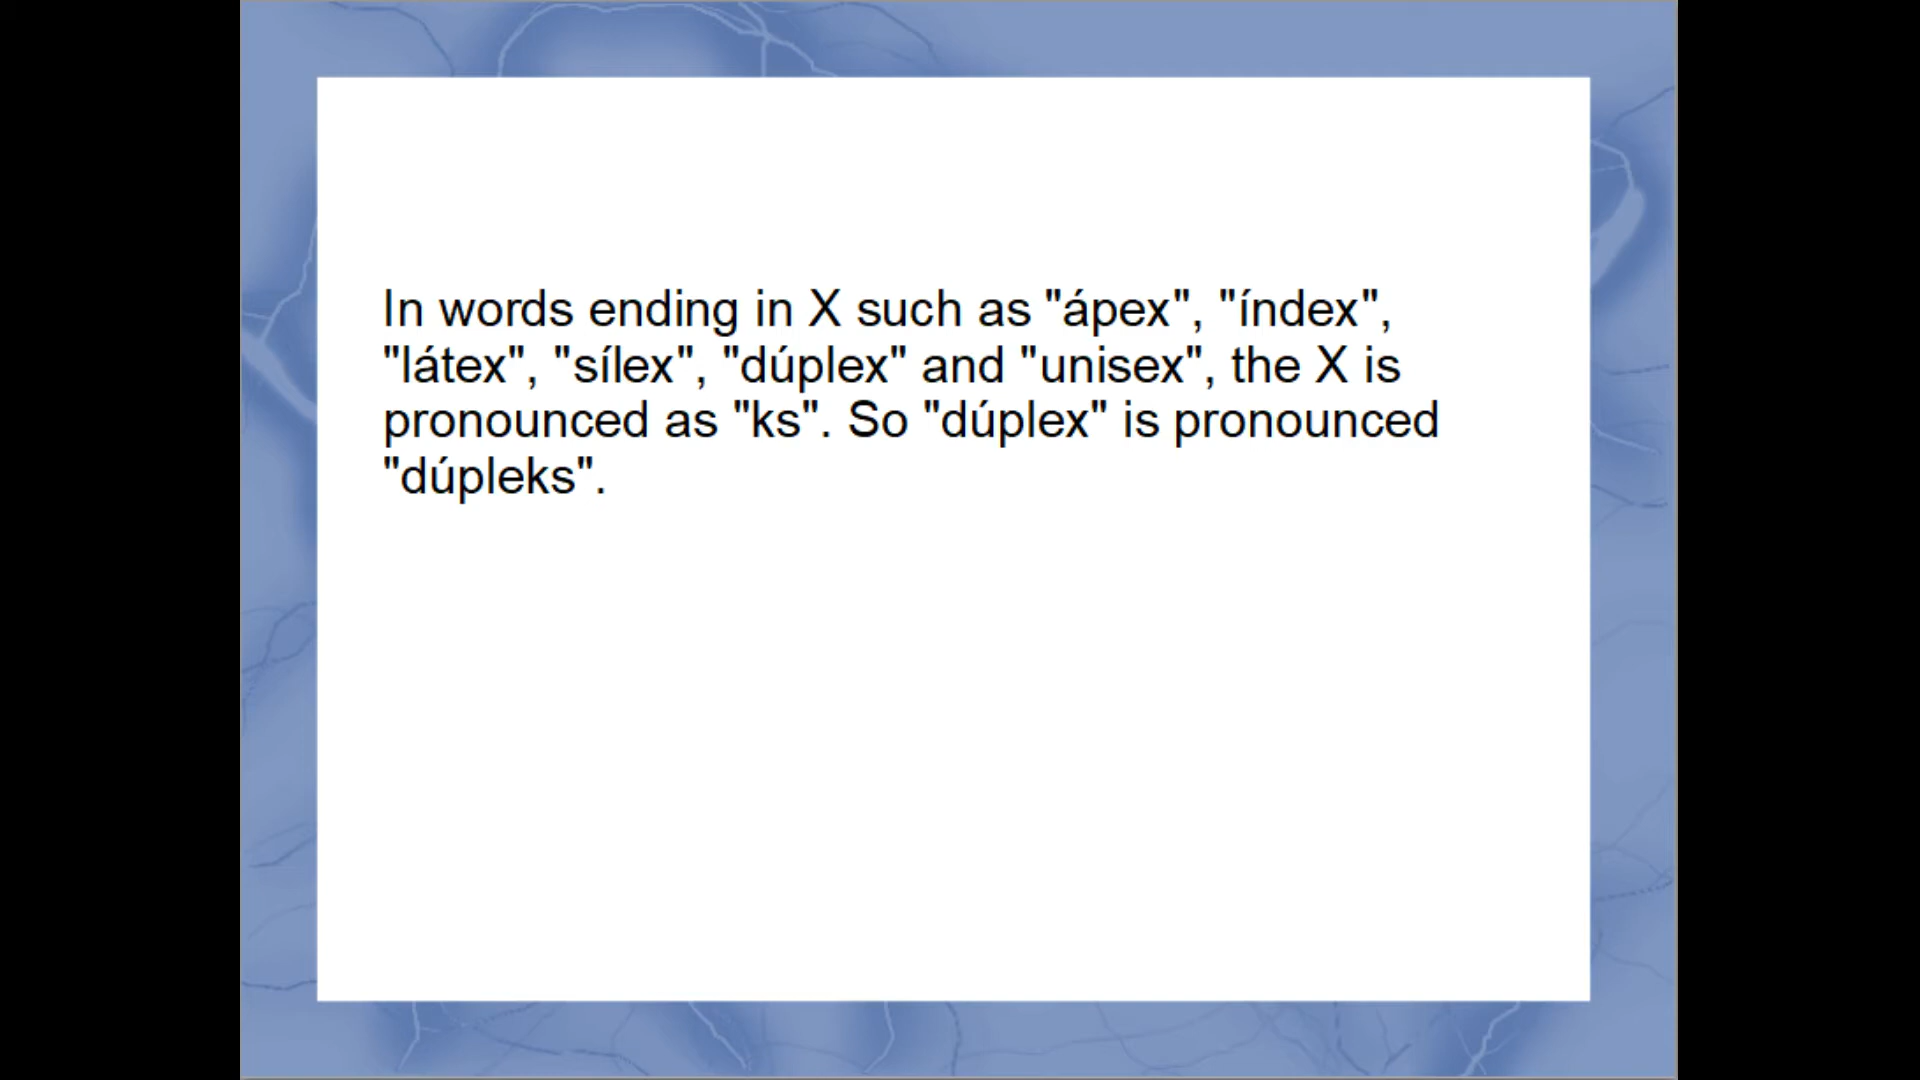 In words ending in X such as "ápex", "índex",
"látex", "sílex", "dúplex" and "unisex", the X is
pronounced as "ks". So "dúplex" is pronounced
"dúpleks".